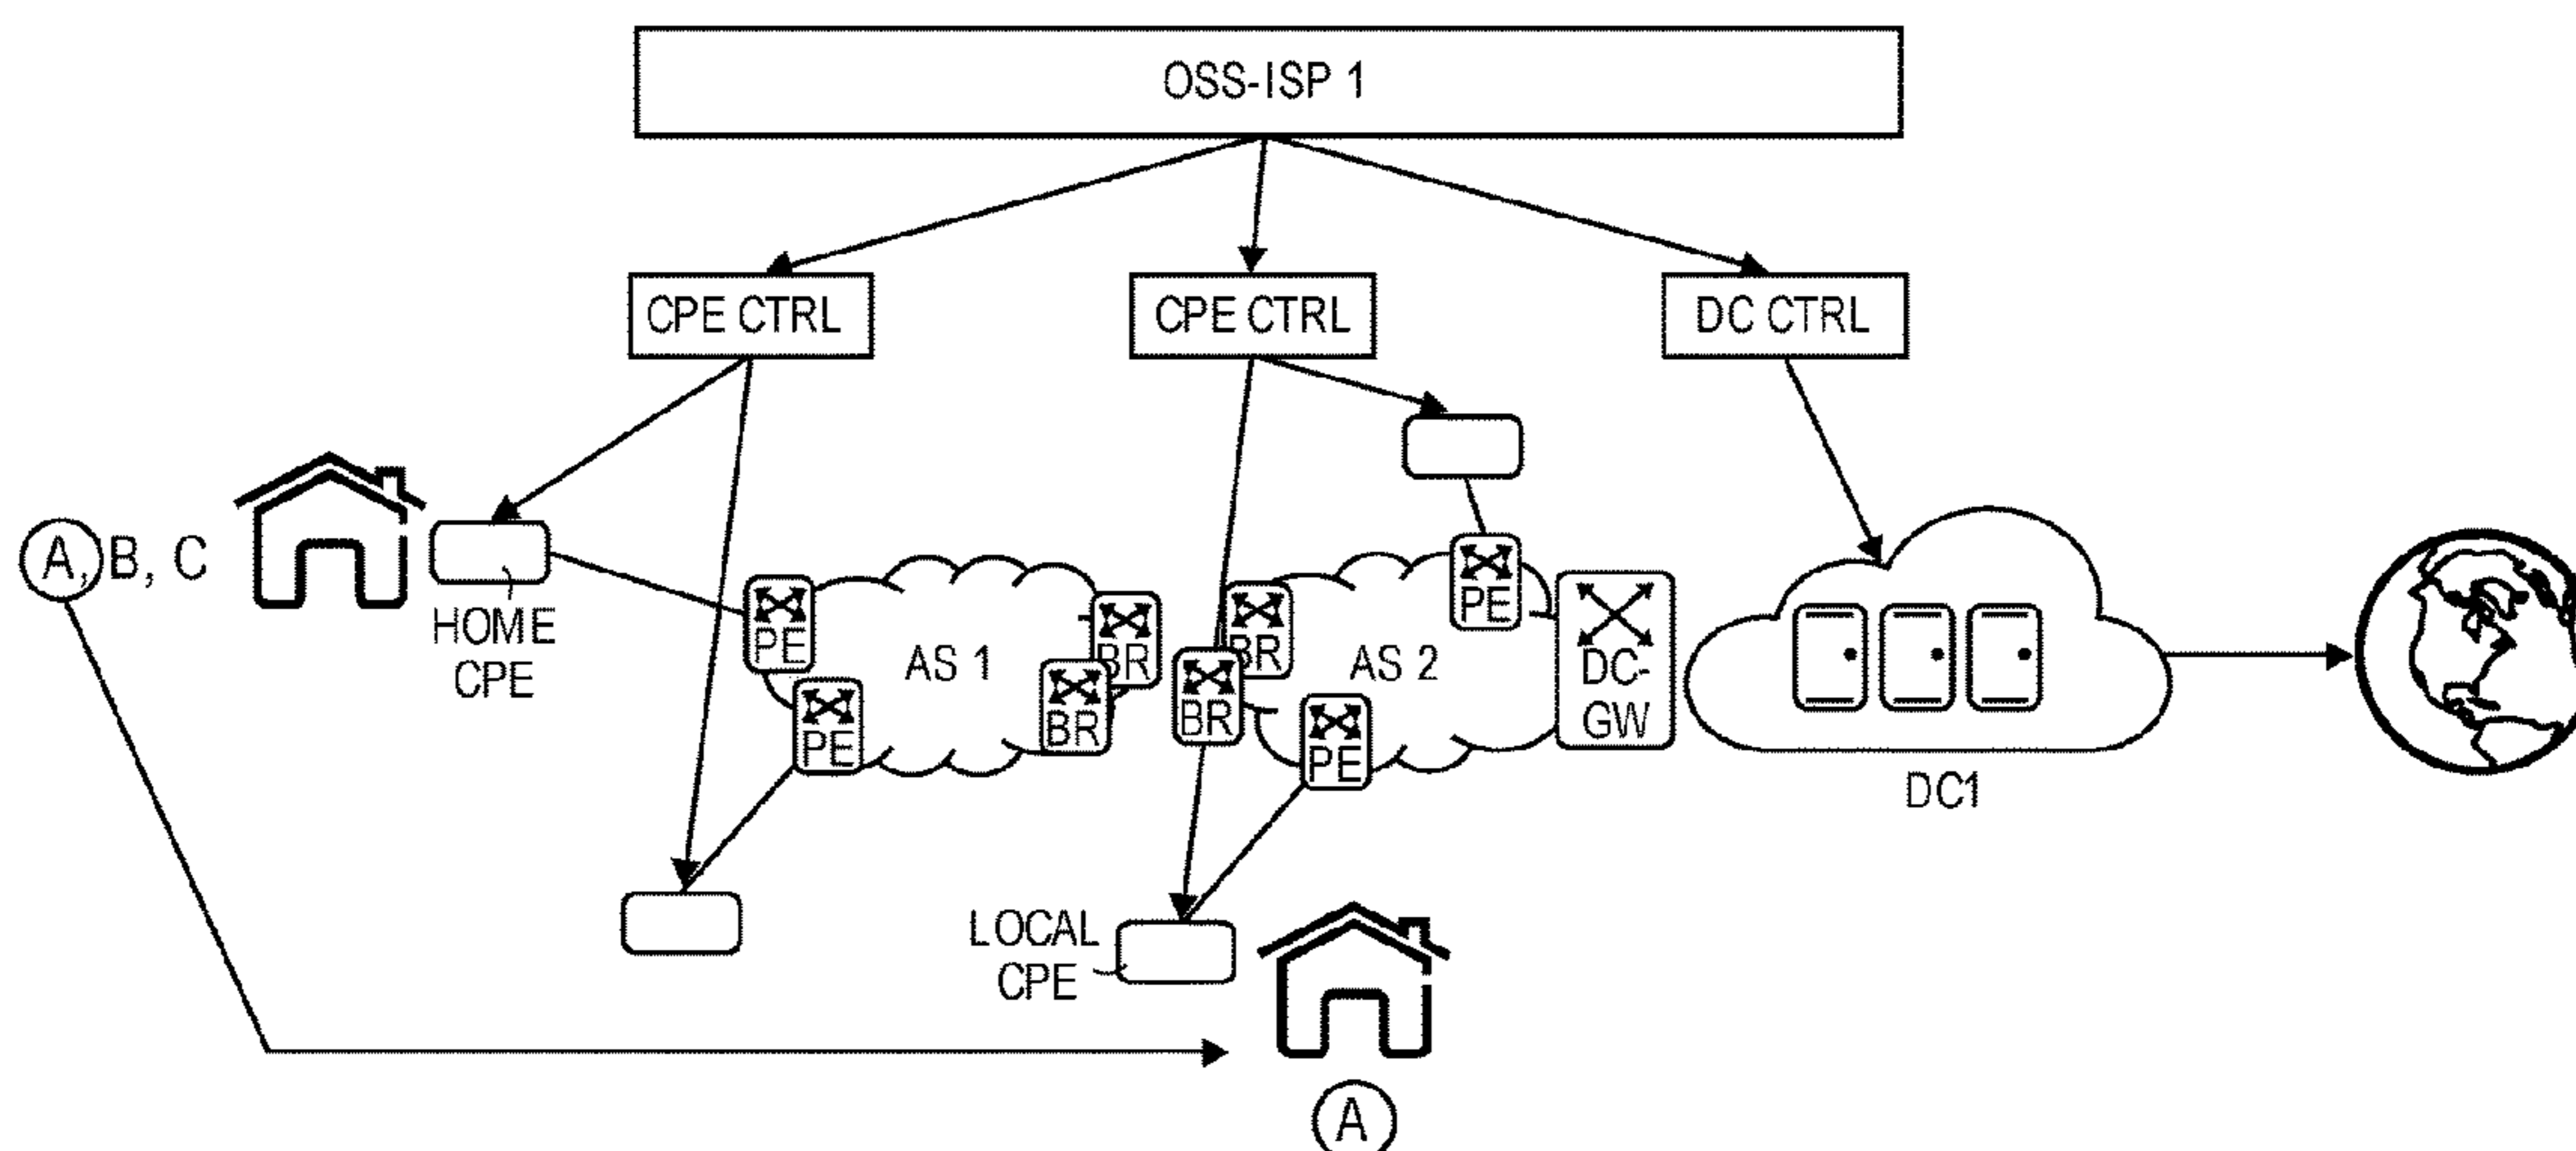 OSS-ISP 1
CPE CTRL
CPE CTRL
DC CTRL
A, B, C
HOME
CPE
PE
PE
AS 1
BR
BR
BR
BR
AS 2
PE
PE
DC-
GW
DC1
LOCAL
CPE
A